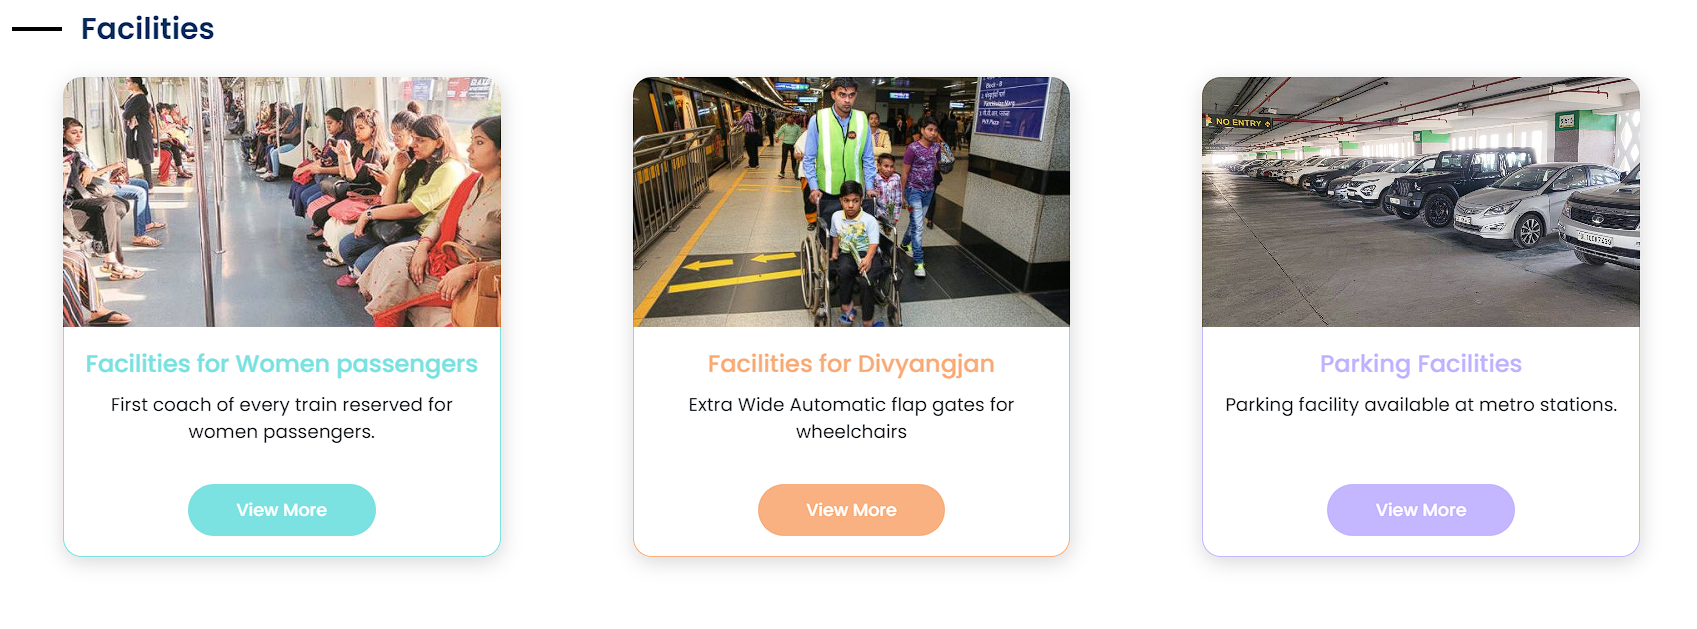 Facilities
NO ENTRY
Facilities for Women passengers
First coach of every train reserved for
women passengers.
View More
Facilities for Divyangjan
Extra Wide Automatic flap gates for
wheelchairs
View More
Parking Facilities
Parking facility available at metro stations.
View More